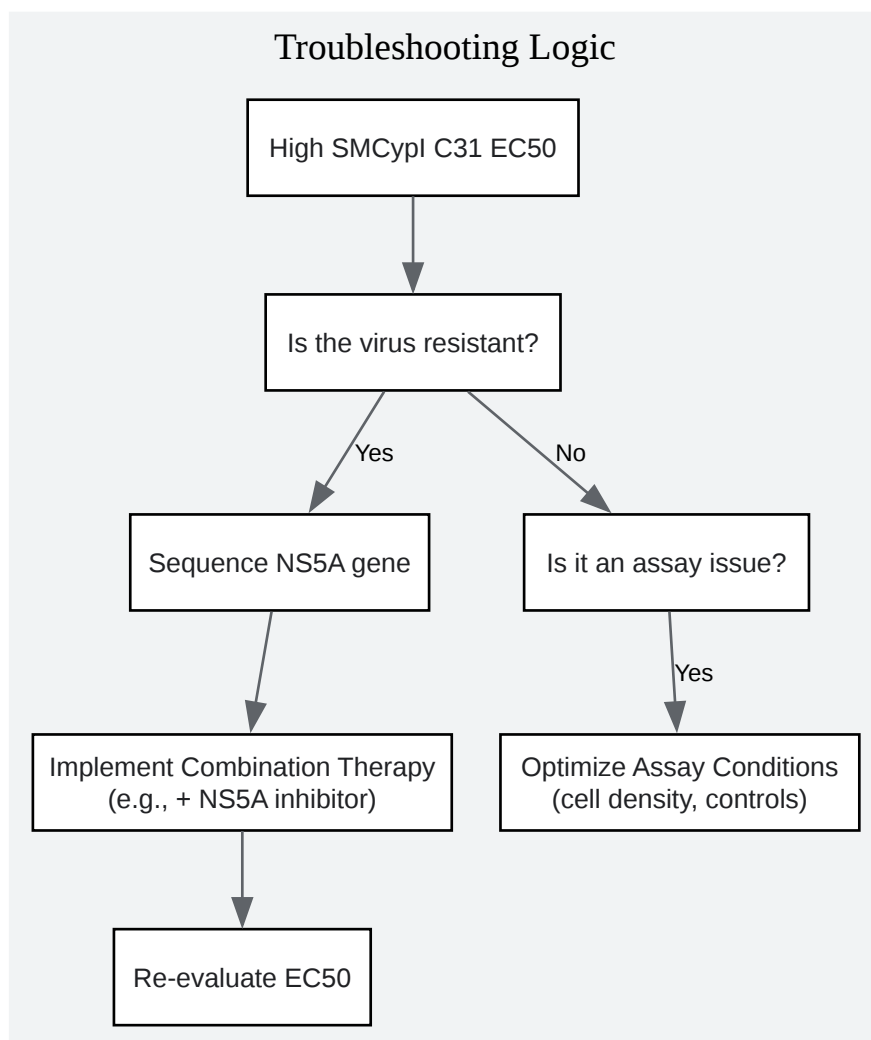 Troubleshooting Logic
High SMCypI C31 EC50
Is the virus resistant?
Yes
No
Sequence NS5A gene
Is it an assay issue?
Yes
Implement Combination Therapy
(e.g., + NS5A inhibitor)
Optimize Assay Conditions
(cell density, controls)
Re-evaluate EC50